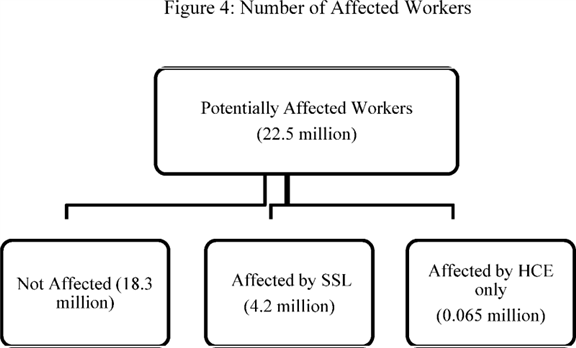 Figure 4: Number of Affected Workers
Potentially Affected Workers
(22.5 million)
Not Affected (18.3
million)
Affected by SSL
(4.2 million)
Affected by HCE
only
(0.065 million)